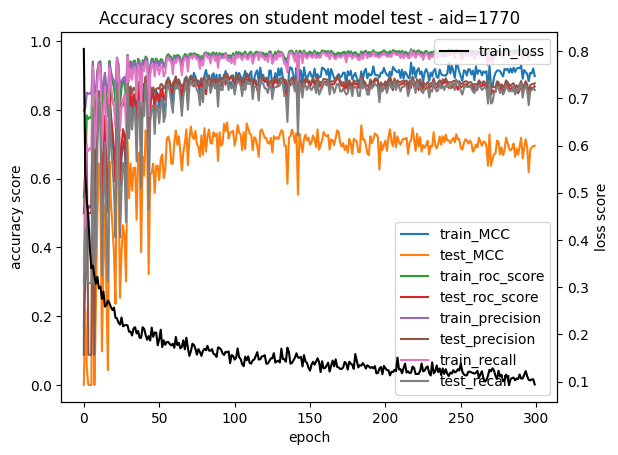 Accuracy scores on student model test - aid=1770
1.0
0.8
0.6
0.4
0.2
0.0
accuracy score
0
50
100
150
200
250
300
epoch
0.8
0.7
0.6
0.5
0.4
0.3
0.2
0.1
loss score
train_loss
train_MCC
test_MCC
train_roc_score
test_roc_score
train_precision
test_precision
train_recall
test_recall